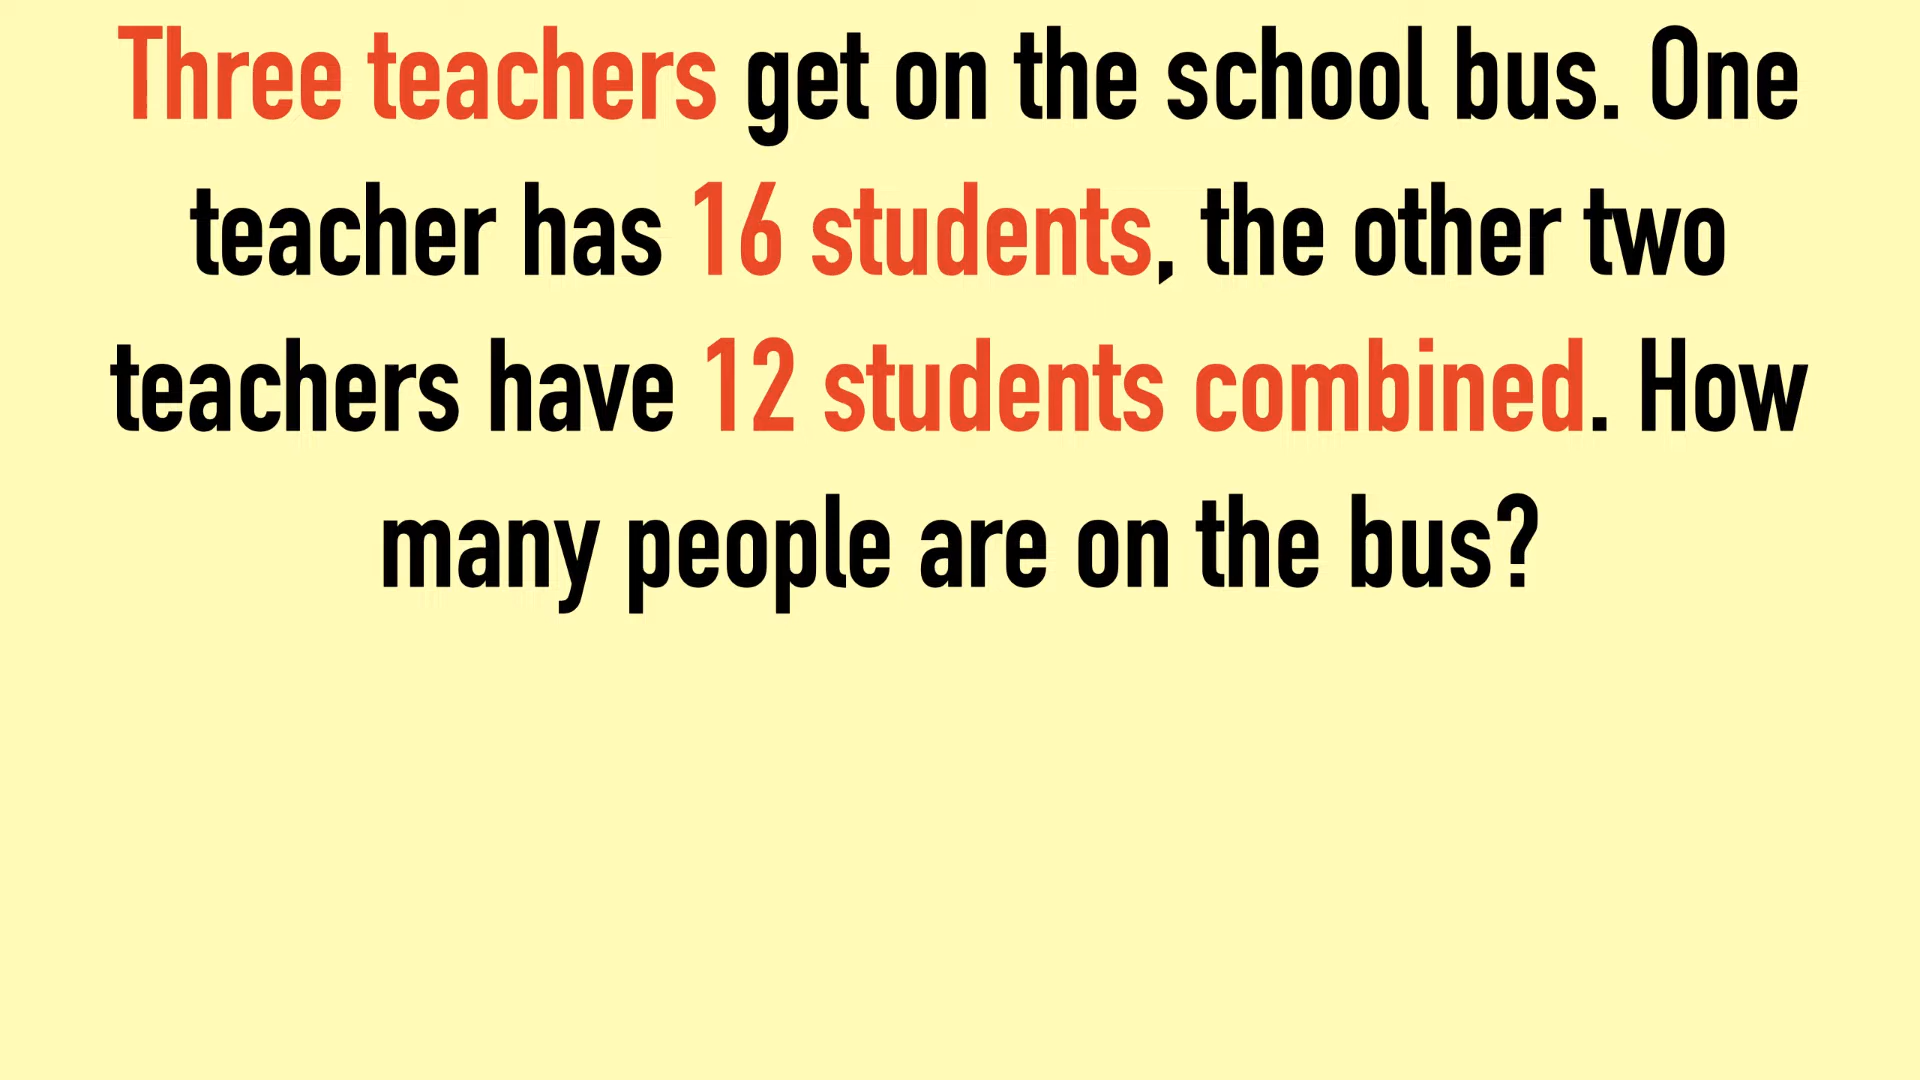 Three teachers get on the school bus. One
teacher has 16 students, the other two
teachers have 12 students combined. How
many people are on the bus?